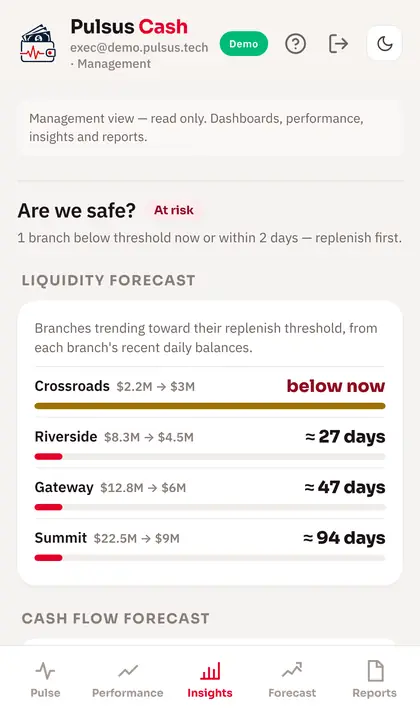 Pulsus Cash
exec@demo.pulsus.tech
· Management
Demo
Management view — read only. Dashboards, performance,
insights and reports.
Are we safe? At risk
1 branch below threshold now or within 2 days — replenish first.
LIQUIDITY FORECAST
Branches trending toward their replenish threshold, from
each branch's recent daily balances.
Crossroads $2.2M → $3M below now
Riverside $8.3M → $4.5M ≈ 27 days
Gateway $12.8M → $6M ≈ 47 days
Summit $22.5M → $9M ≈ 94 days
CASH FLOW FORECAST
Pulse Performance Insights Forecast Reports